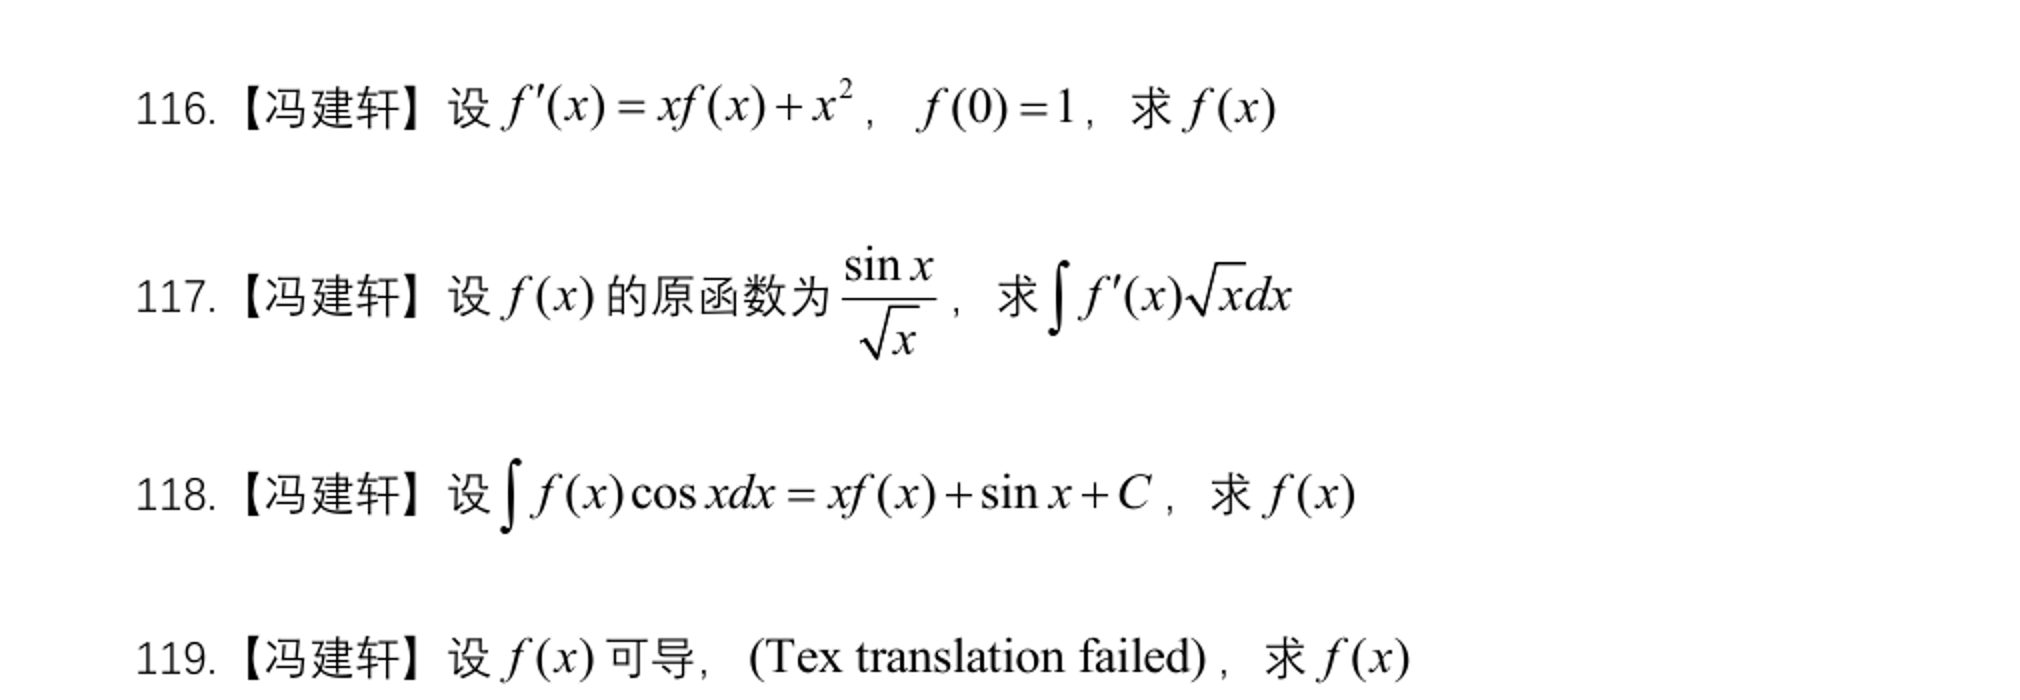 116.【冯建轩】设 f′(x) = xf(x) + x²，f(0) = 1，求 f(x)
117.【冯建轩】设 f(x) 的原函数为 \frac{\sin x}{\sqrt{x}}，求 ∫ f′(x)√x dx
118.【冯建轩】设 ∫ f(x) cos x dx = xf(x) + sin x + C，求 f(x)
119.【冯建轩】设 f(x) 可导，(Tex translation failed)，求 f(x)